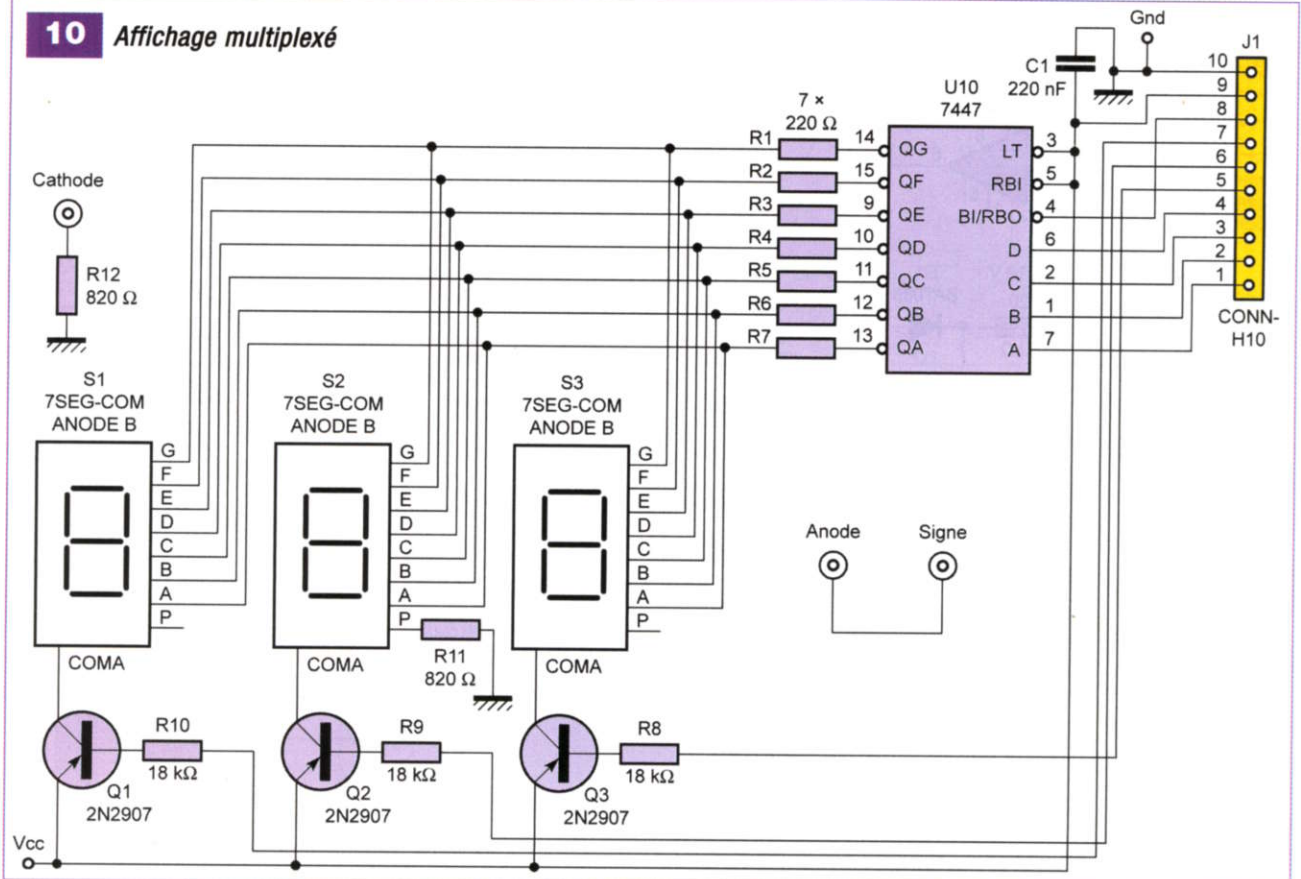 10 Affichage multiplexé
Gnd
J1
C1
220 nF
10
9
8
7
6
5
4
3
2
1
CONN-
H10
U10
7447
7 ×
220 Ω
R1
14
QG
LT
3
R2
15
QF
RBI
5
R3
9
QE
BI/RBO
4
R4
10
QD
D
6
R5
11
QC
C
2
R6
12
QB
B
1
R7
13
QA
A
7
Cathode
R12
820 Ω
S1
7SEG-COM
ANODE B
G
F
E
D
C
B
A
P
COMA
S2
7SEG-COM
ANODE B
G
F
E
D
C
B
A
P
COMA
R11
820 Ω
S3
7SEG-COM
ANODE B
G
F
E
D
C
B
A
P
COMA
Anode
Signe
R10
18 kΩ
Q1
2N2907
R9
18 kΩ
Q2
2N2907
R8
18 kΩ
Q3
2N2907
Vcc